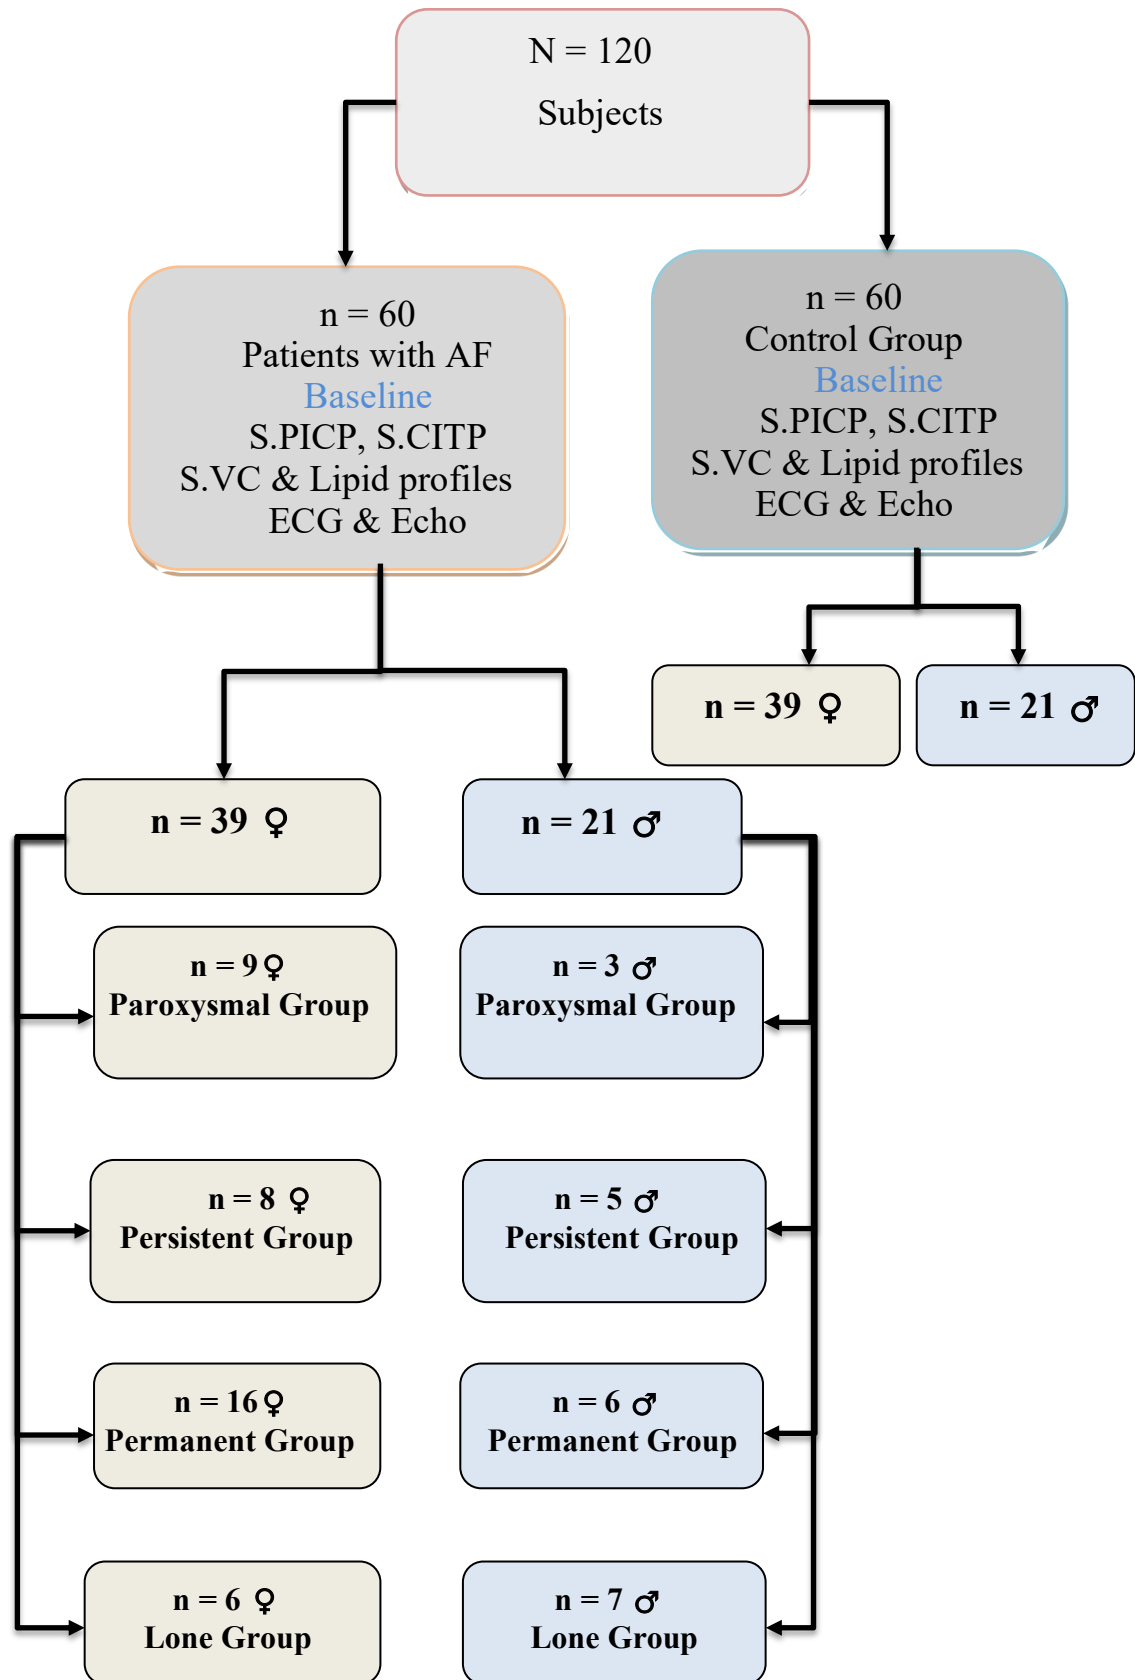 N = 120
Subjects
n = 60
Patients with AF
Baseline
S.PICP, S.CITP
S.VC & Lipid profiles
ECG & Echo
n = 60
Control Group
Baseline
S.PICP, S.CITP
S.VC & Lipid profiles
ECG & Echo
n = 39 ♀
n = 21 ♂
n = 39 ♀
n = 21 ♂
n = 9 ♀
Paroxysmal Group
n = 3 ♂
Paroxysmal Group
n = 8 ♀
Persistent Group
n = 5 ♂
Persistent Group
n = 16 ♀
Permanent Group
n = 6 ♂
Permanent Group
n = 6 ♀
Lone Group
n = 7 ♂
Lone Group